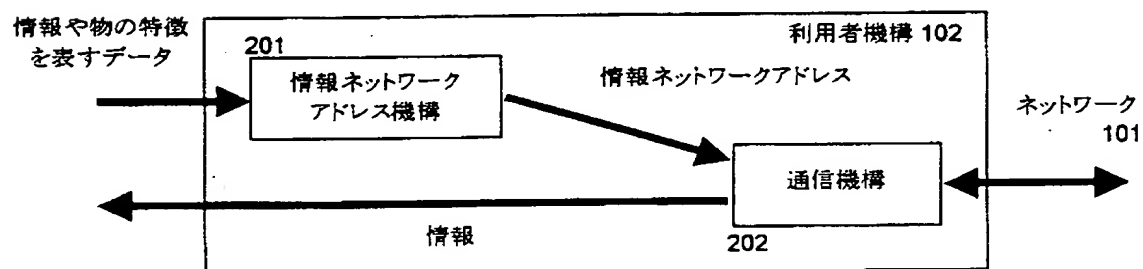 情報や物の特徴
を表すデータ
201
利用者機構 102
情報ネットワーク
アドレス機構
情報ネットワークアドレス
ネットワーク
101
通信機構
情報
202